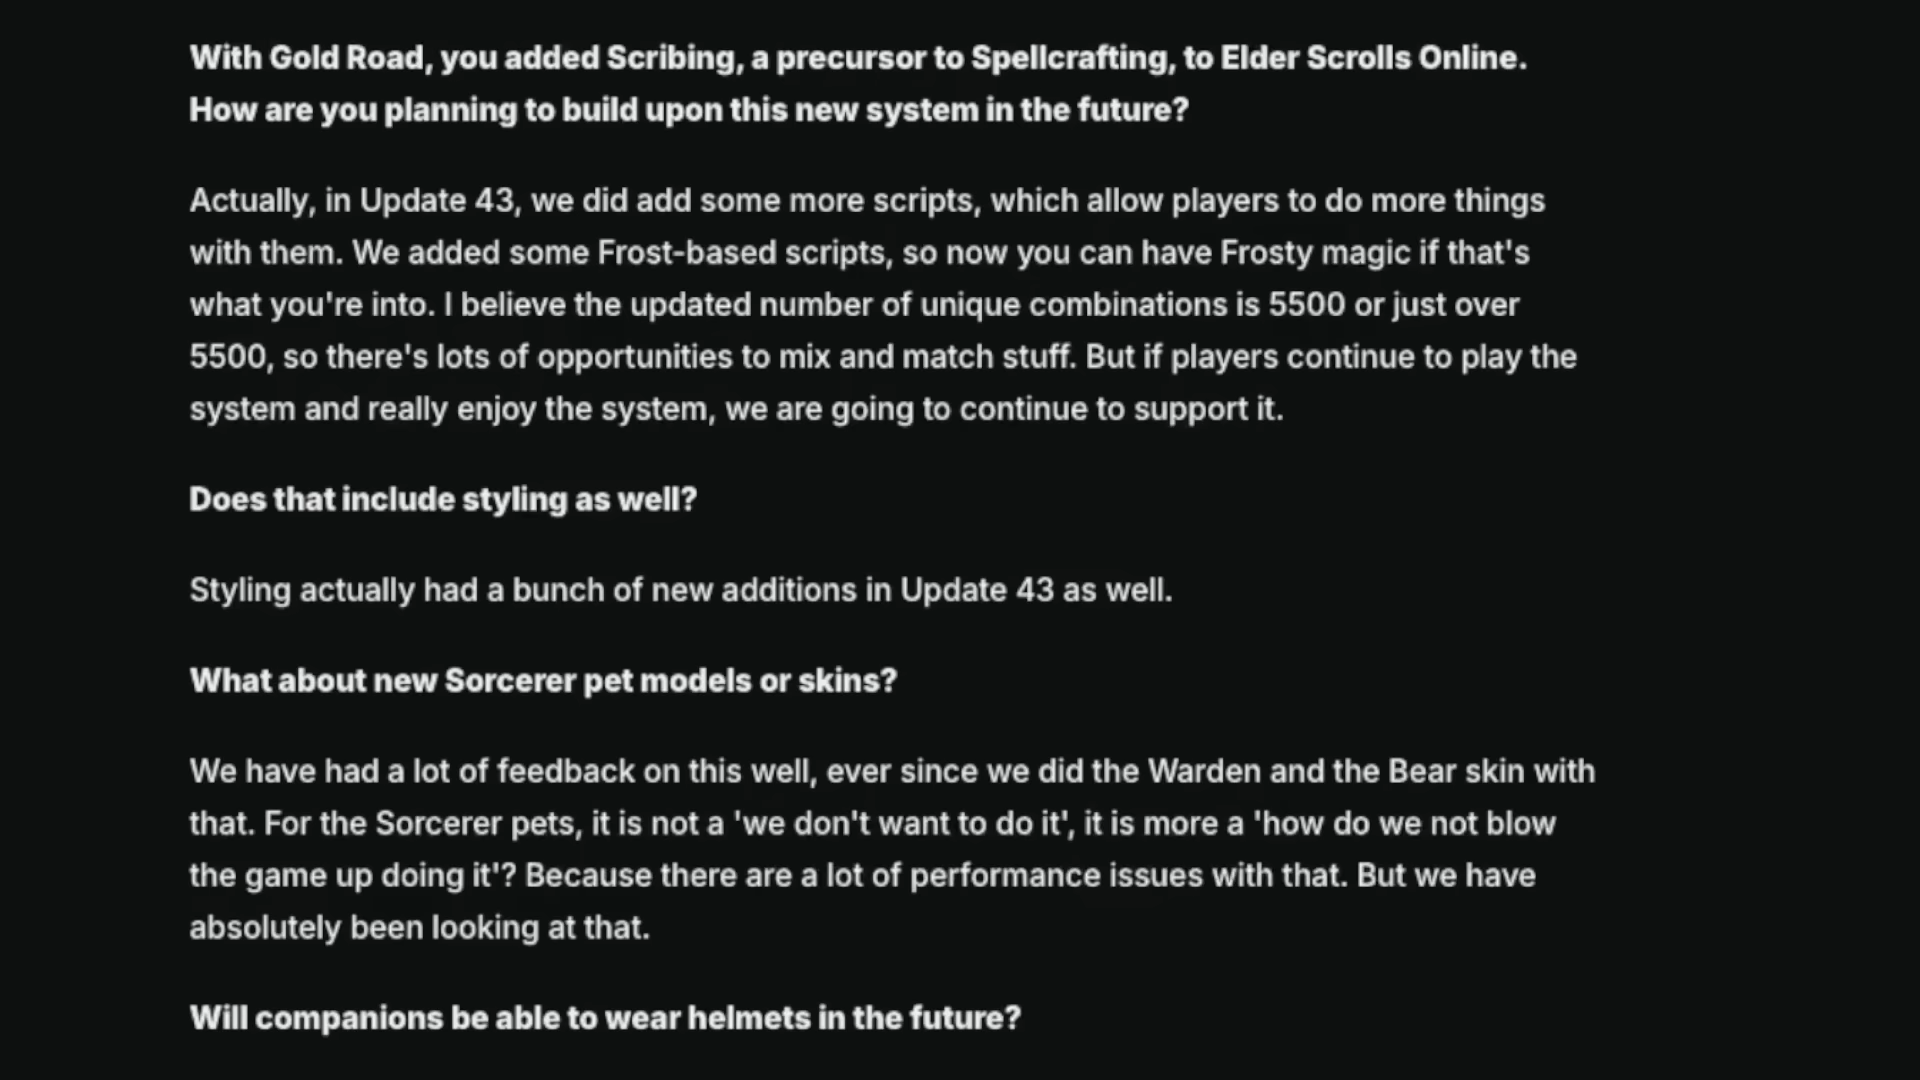 With Gold Road, you added Scribing, a precursor to Spellcrafting, to Elder Scrolls Online.
How are you planning to build upon this new system in the future?
Actually, in Update 43, we did add some more scripts, which allow players to do more things
with them. We added some Frost-based scripts, so now you can have Frosty magic if that's
what you're into. I believe the updated number of unique combinations is 5500 or just over
5500, so there's lots of opportunities to mix and match stuff. But if players continue to play the
system and really enjoy the system, we are going to continue to support it.
Does that include styling as well?
Styling actually had a bunch of new additions in Update 43 as well.
What about new Sorcerer pet models or skins?
We have had a lot of feedback on this well, ever since we did the Warden and the Bear skin with
that. For the Sorcerer pets, it is not a 'we don't want to do it', it is more a 'how do we not blow
the game up doing it'? Because there are a lot of performance issues with that. But we have
absolutely been looking at that.
Will companions be able to wear helmets in the future?